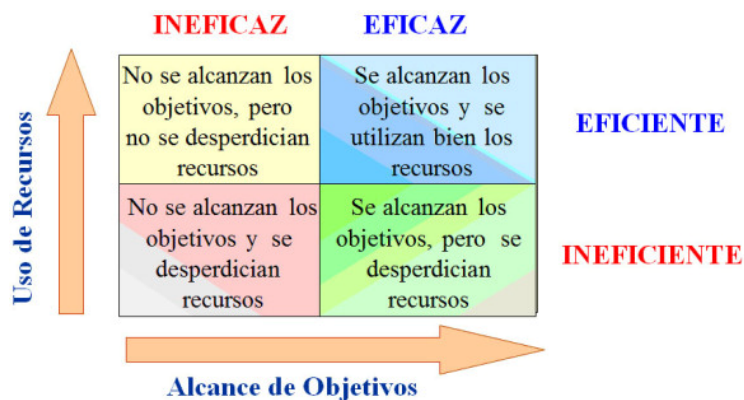 INEFICAZ
EFICAZ
No se alcanzan los
objetivos, pero
no se desperdician
recursos
Se alcanzan los
objetivos y se
utilizan bien los
recursos
EFICIENTE
No se alcanzan los
objetivos y se
desperdician
recursos
Se alcanzan los
objetivos, pero se
desperdician
recursos
INEFICIENTE
Uso de Recursos
Alcance de Objetivos